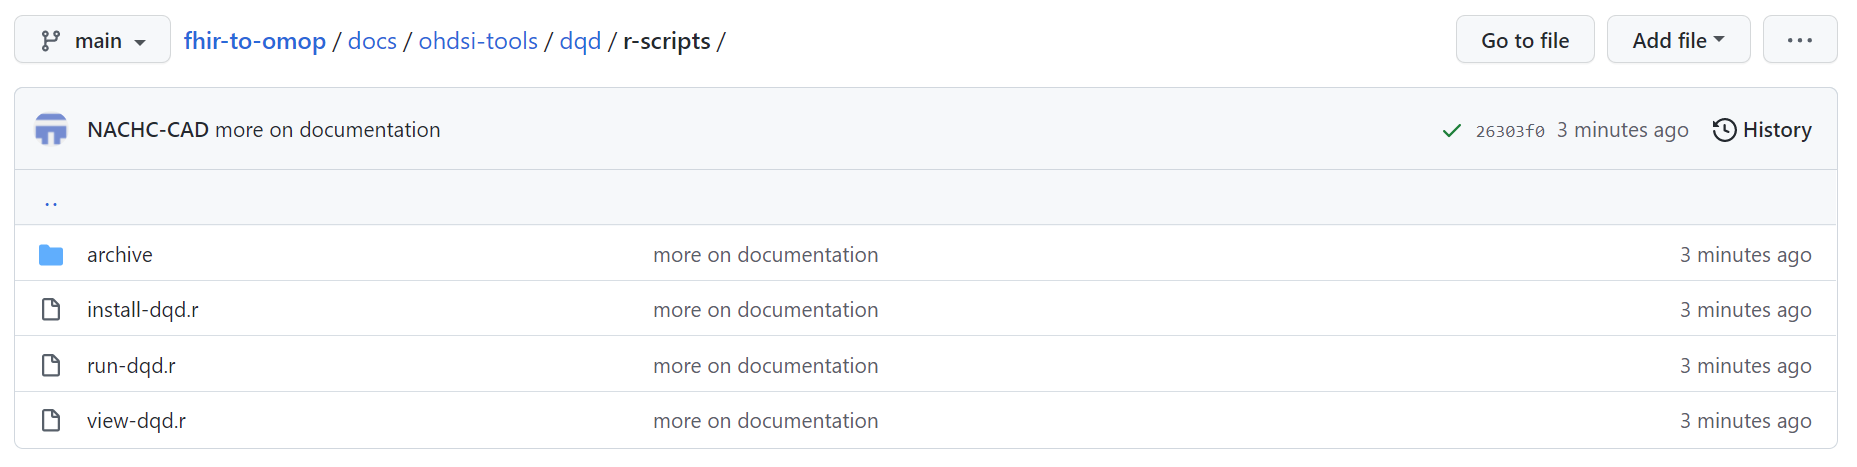 main fhir-to-omop / docs / ohdsi-tools / dqd / r-scripts / Go to file Add file ...
NACHC-CAD more on documentation 26303f0 3 minutes ago History
..
archive more on documentation 3 minutes ago
install-dqd.r more on documentation 3 minutes ago
run-dqd.r more on documentation 3 minutes ago
view-dqd.r more on documentation 3 minutes ago